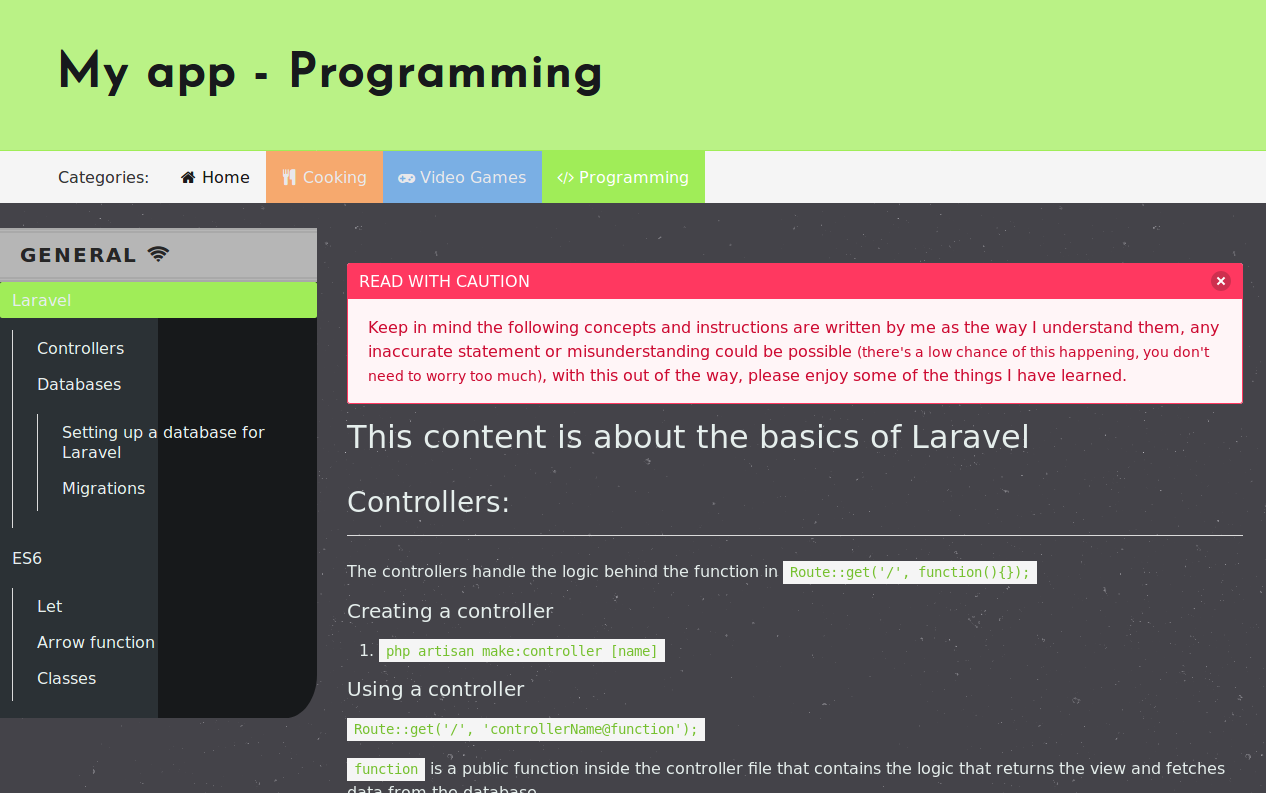 My app - Programming
Categories: Home Cooking Video Games Programming
GENERAL
Laravel
Controllers
Databases
Setting up a database for
Laravel
Migrations
ES6
Let
Arrow function
Classes
READ WITH CAUTION
Keep in mind the following concepts and instructions are written by me as the way I understand them, any
inaccurate statement or misunderstanding could be possible (there's a low chance of this happening, you don't
need to worry too much), with this out of the way, please enjoy some of the things I have learned.
This content is about the basics of Laravel
Controllers:
The controllers handle the logic behind the function in Route::get('/', function(){});
Creating a controller
1. php artisan make:controller [name]
Using a controller
Route::get('/', 'controllerName@function');
function is a public function inside the controller file that contains the logic that returns the view and fetches
data from the database.